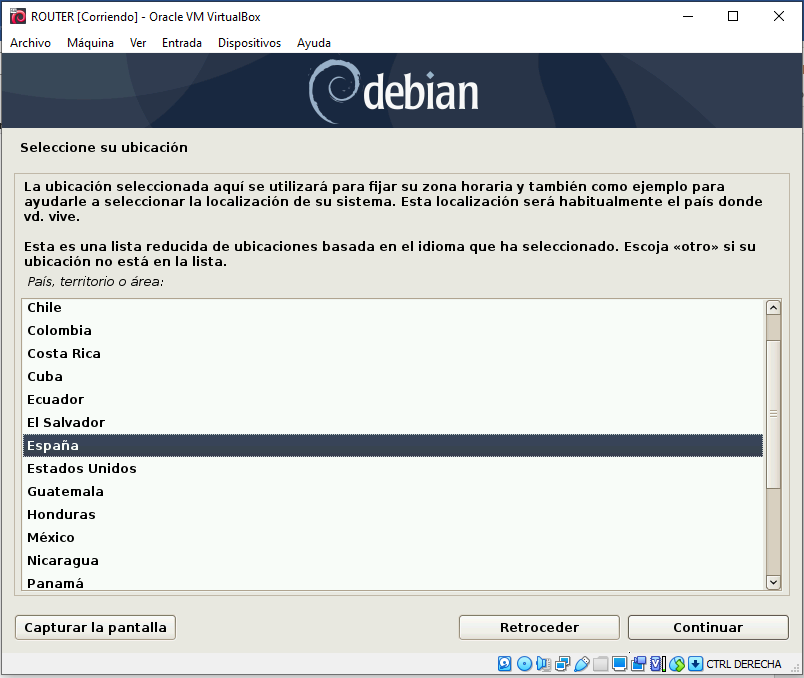 ROUTER [Corriendo] - Oracle VM VirtualBox
Archivo Máquina Ver Entrada Dispositivos Ayuda
debian
Seleccione su ubicación
La ubicación seleccionada aquí se utilizará para fijar su zona horaria y también como ejemplo para
ayudarle a seleccionar la localización de su sistema. Esta localización será habitualmente el país donde
vd. vive.
Esta es una lista reducida de ubicaciones basada en el idioma que ha seleccionado. Escoja «otro» si su
ubicación no está en la lista.
País, territorio o área:
Chile
Colombia
Costa Rica
Cuba
Ecuador
El Salvador
España
Estados Unidos
Guatemala
Honduras
México
Nicaragua
Panamá
Capturar la pantalla Retroceder Continuar
CTRL DERECHA